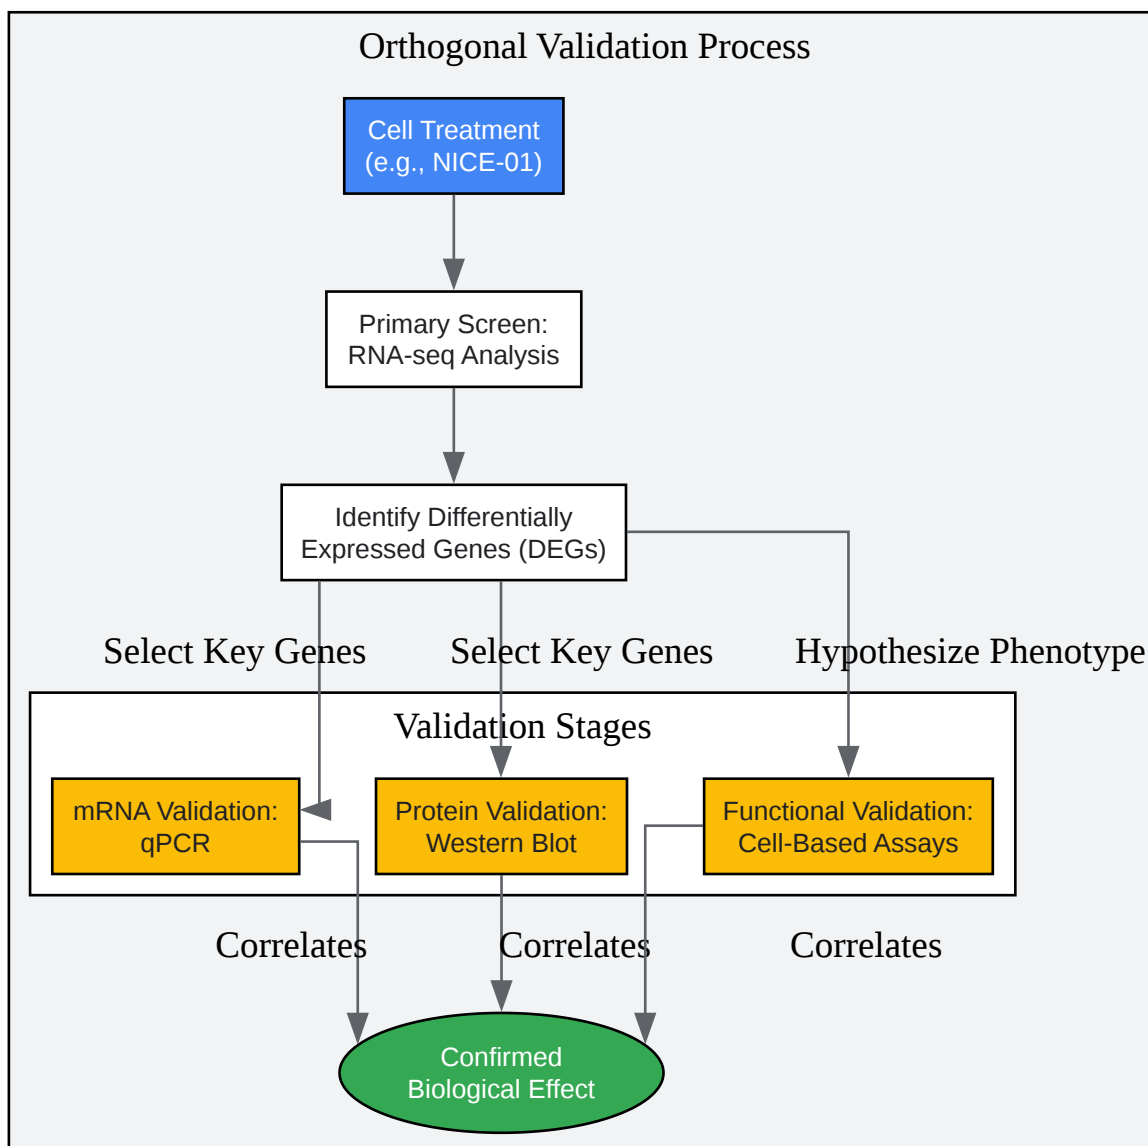 Orthogonal Validation Process
Cell Treatment
(e.g., NICE-01)
Primary Screen:
RNA-seq Analysis
Identify Differentially
Expressed Genes (DEGs)
Select Key Genes
Select Key Genes
Hypothesize Phenotype
Validation Stages
mRNA Validation:
qPCR
Protein Validation:
Western Blot
Functional Validation:
Cell-Based Assays
Correlates
Correlates
Correlates
Confirmed
Biological Effect